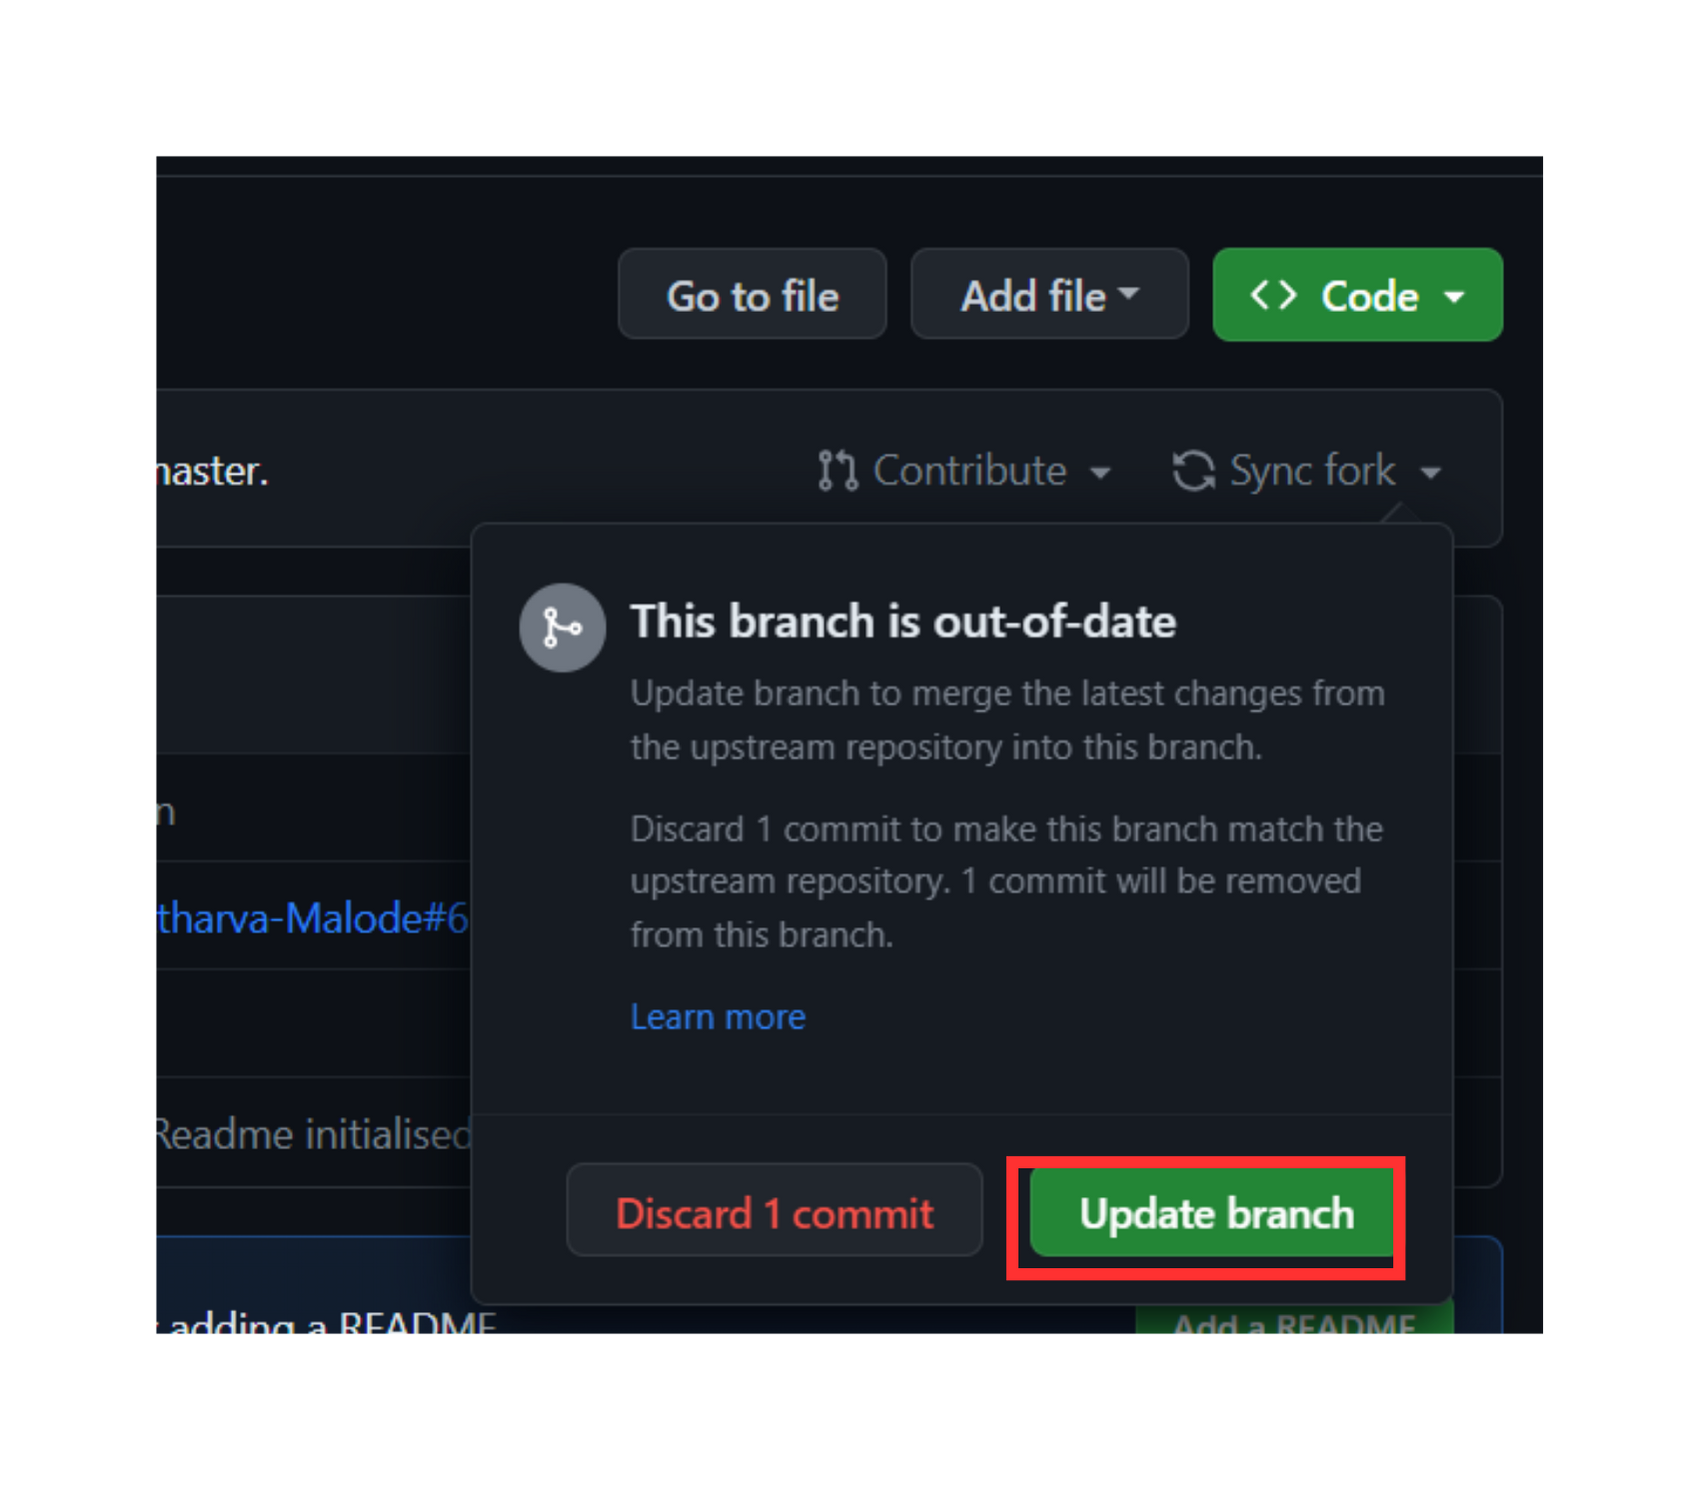 Go to file
Add file
<> Code
master.
Contribute
Sync fork
This branch is out-of-date
Update branch to merge the latest changes from
the upstream repository into this branch.
n
Discard 1 commit to make this branch match the
upstream repository. 1 commit will be removed
from this branch.
tharva-Malode#6
Learn more
Readme initialised
Discard 1 commit
Update branch
adding a README
Add a README